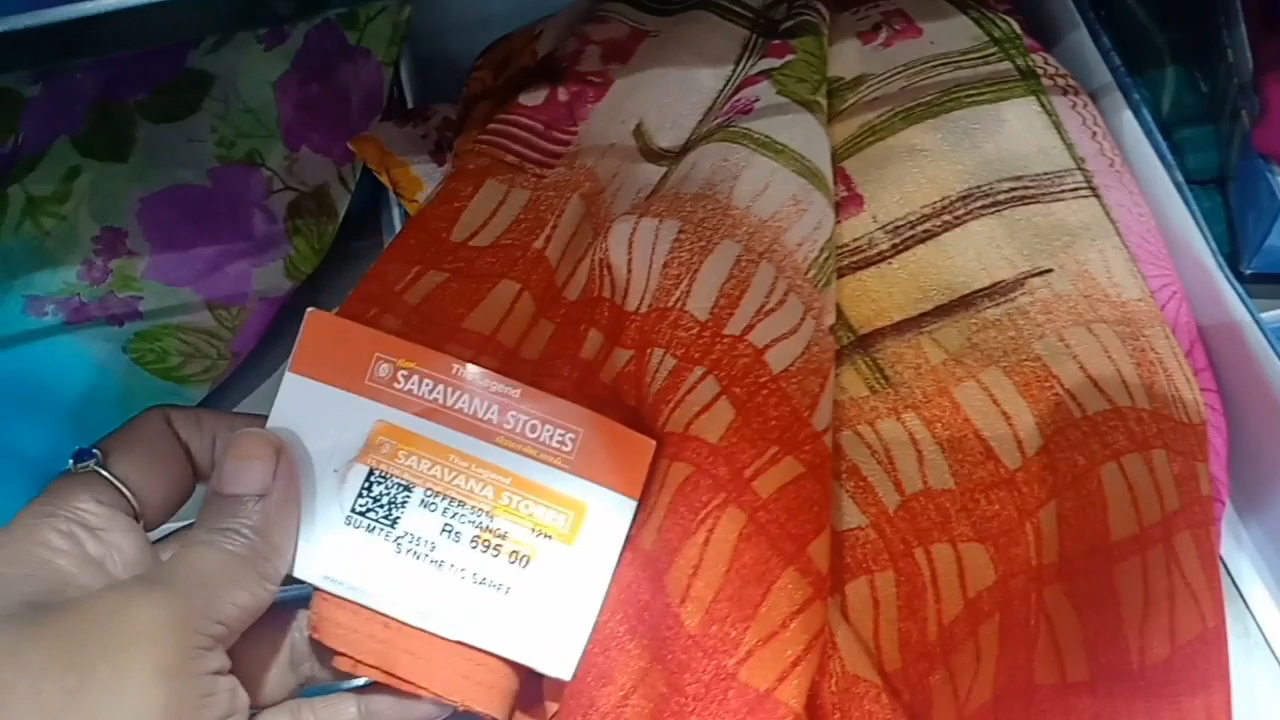 The Legend
SARAVANA STORES
The Legend
SARAVANA STORES
OFFER-50%
NO EXCHANGE
Rs 695.00
SU-MTE 73519
SYNTHETIC SAREE